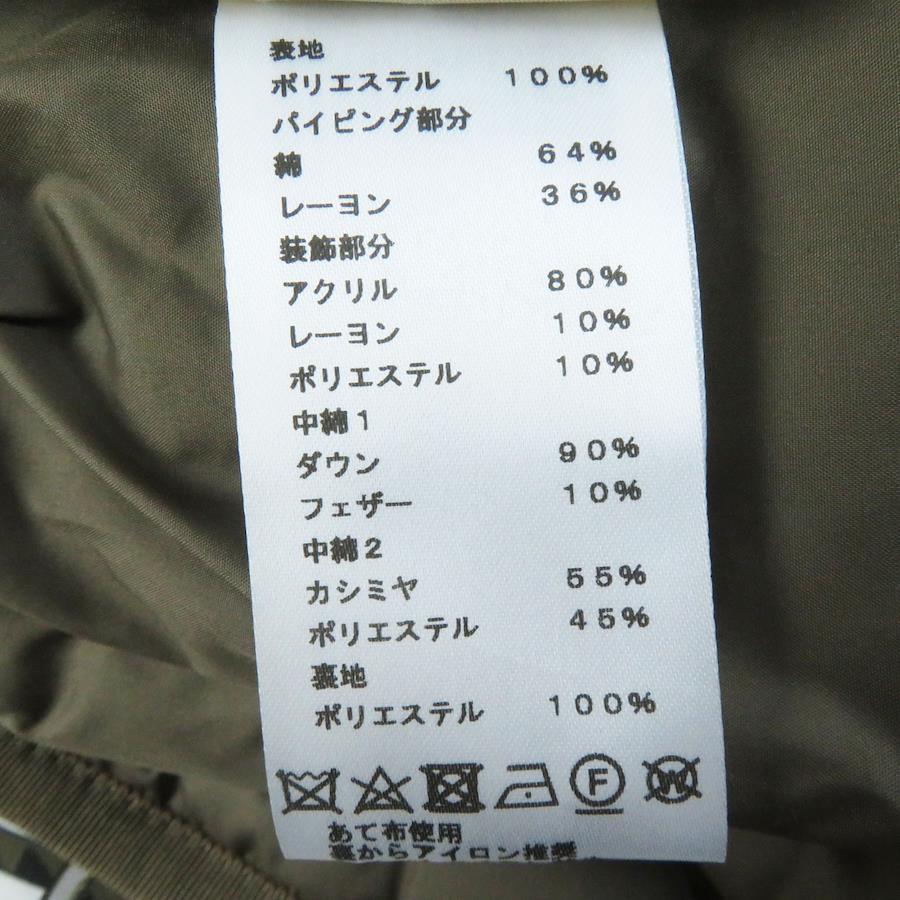 表地
ポリエステル 100%
パイピング部分
綿 64%
レーヨン 36%
装飾部分
アクリル 80%
レーヨン 10%
ポリエステル 10%
中綿1
ダウン 90%
フェザー 10%
中綿2
カシミヤ 55%
ポリエステル 45%
裏地
ポリエステル 100%
F W
あて布使用
裏からアイロン推奨